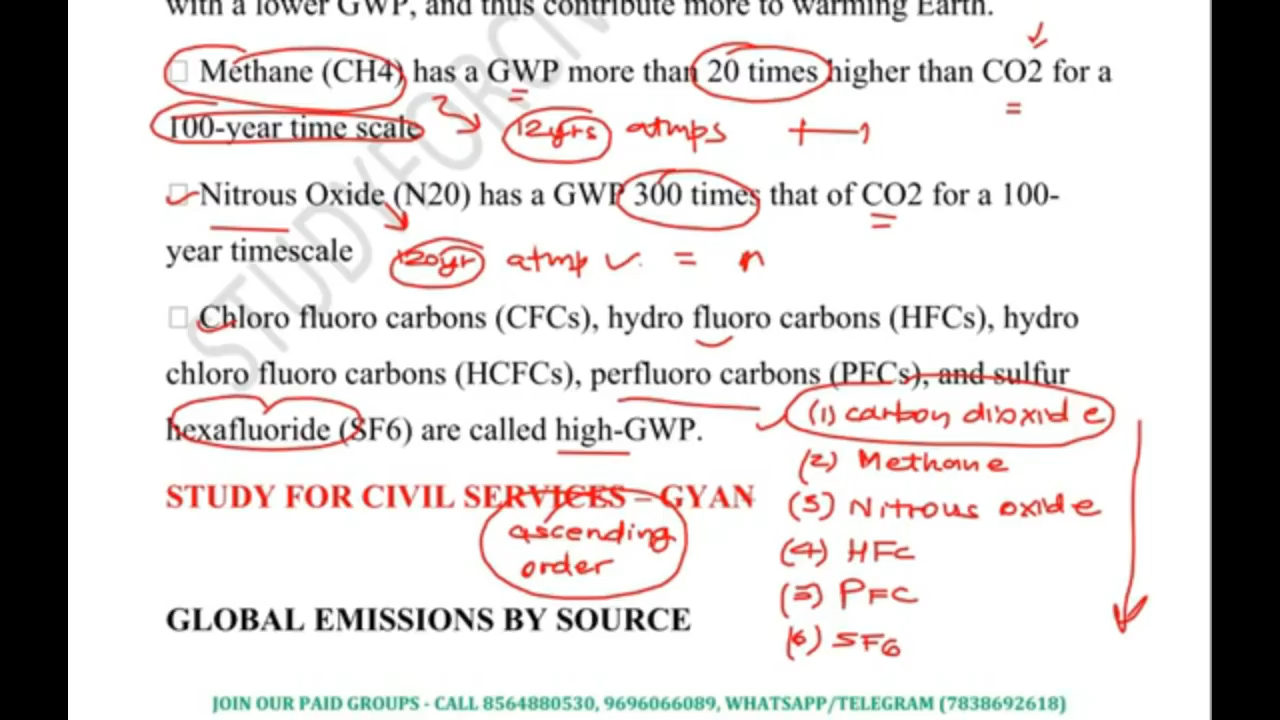 with a lower GWP, and thus contribute more to warming Earth.
Methane (CH4) has a GWP more than 20 times higher than CO2 for a
100-year time scale
12yrs atmps
Nitrous Oxide (N20) has a GWP 300 times that of CO2 for a 100-
year timescale
120yr atmp = n
Chloro fluoro carbons (CFCs), hydro fluoro carbons (HFCs), hydro
chloro fluoro carbons (HCFCs), perfluoro carbons (PFCs), and sulfur
hexafluoride (SF6) are called high-GWP.
(1) carbon dioxide
(2) Methane
(3) Nitrous oxide
(4) HFC
(5) PFC
(6) SF6
STUDY FOR CIVIL SERVICES – GYAN
ascending
order
GLOBAL EMISSIONS BY SOURCE
JOIN OUR PAID GROUPS - CALL 8564880530, 9696066089, WHATSAPP/TELEGRAM (7838692618)
STUDYFORCIV